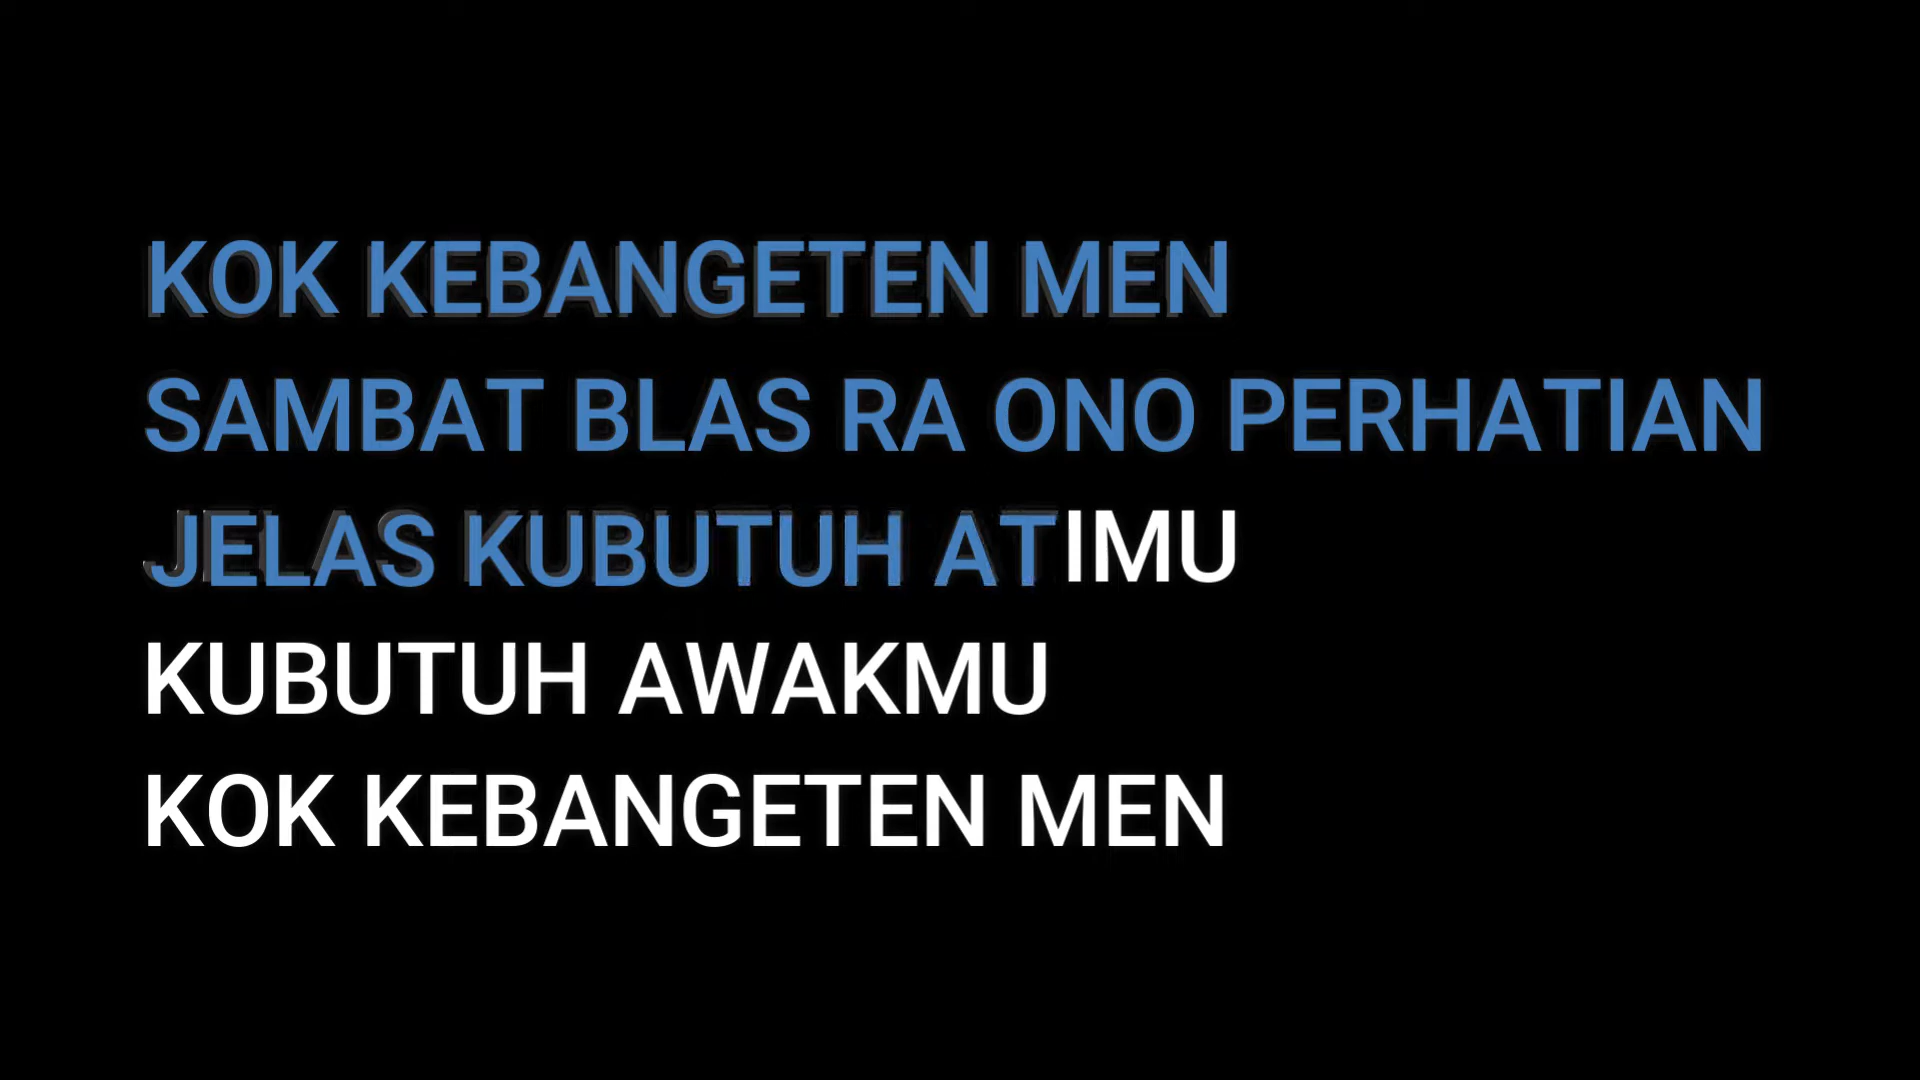 KOK KEBANGETEN MEN
SAMBAT BLAS RA ONO PERHATIAN
JELAS KUBUTUH ATIMU
KUBUTUH AWAKMU
KOK KEBANGETEN MEN